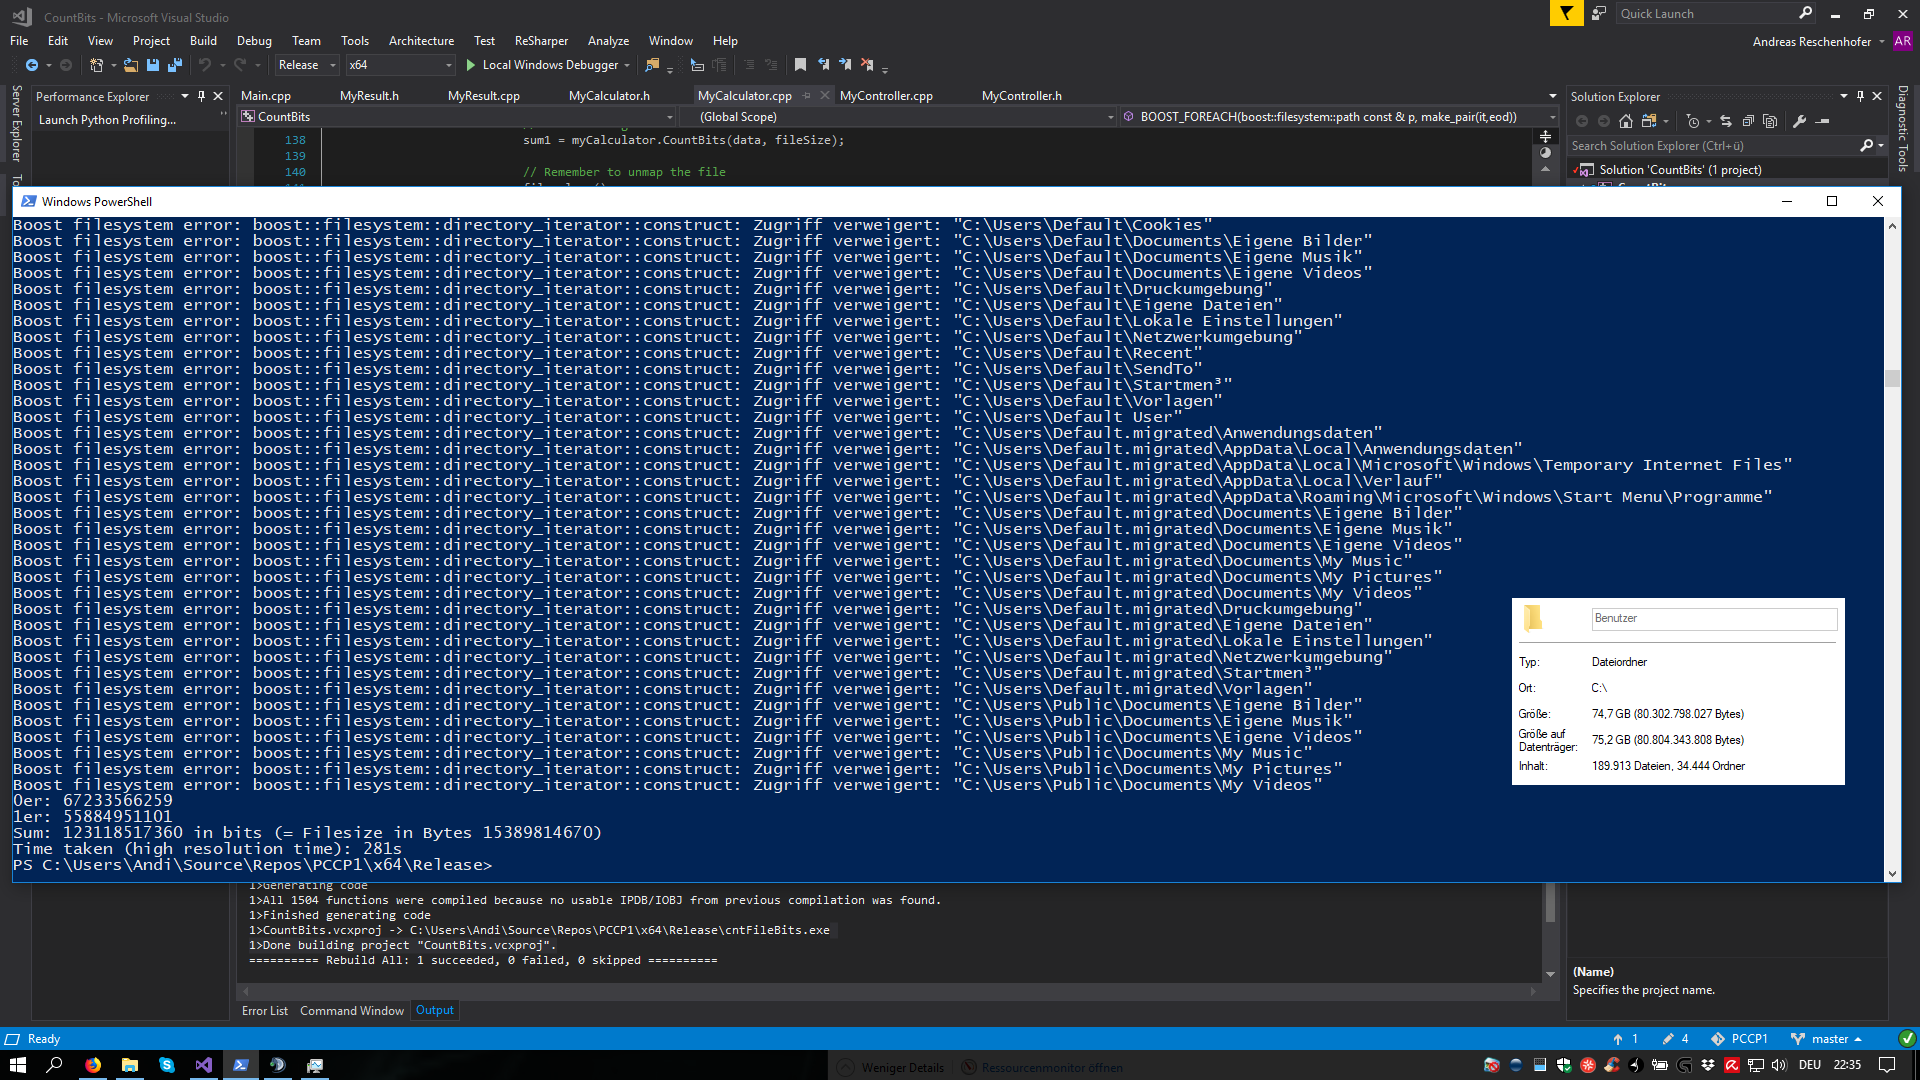 CountBits - Microsoft Visual Studio
Quick Launch
File Edit View Project Build Debug Team Tools Architecture Test ReSharper Analyze Window Help
Andreas Reschenhofer AR
Release x64 Local Windows Debugger
Server Explorer
Performance Explorer
Launch Python Profiling...
Main.cpp MyResult.h MyResult.cpp MyCalculator.h MyCalculator.cpp MyController.cpp MyController.h
CountBits (Global Scope) BOOST_FOREACH(boost::filesystem::path const & p, make_pair(it,eod))
138 sum1 = myCalculator.CountBits(data, fileSize);
139
140 // Remember to unmap the file
Solution Explorer
Search Solution Explorer (Ctrl+ü)
Solution 'CountBits' (1 project)
Diagnostic Tools
Windows PowerShell
Boost filesystem error: boost::filesystem::directory_iterator::construct: Zugriff verweigert: "C:\Users\Default\Cookies"
Boost filesystem error: boost::filesystem::directory_iterator::construct: Zugriff verweigert: "C:\Users\Default\Documents\Eigene Bilder"
Boost filesystem error: boost::filesystem::directory_iterator::construct: Zugriff verweigert: "C:\Users\Default\Documents\Eigene Musik"
Boost filesystem error: boost::filesystem::directory_iterator::construct: Zugriff verweigert: "C:\Users\Default\Documents\Eigene Videos"
Boost filesystem error: boost::filesystem::directory_iterator::construct: Zugriff verweigert: "C:\Users\Default\Druckumgebung"
Boost filesystem error: boost::filesystem::directory_iterator::construct: Zugriff verweigert: "C:\Users\Default\Eigene Dateien"
Boost filesystem error: boost::filesystem::directory_iterator::construct: Zugriff verweigert: "C:\Users\Default\Lokale Einstellungen"
Boost filesystem error: boost::filesystem::directory_iterator::construct: Zugriff verweigert: "C:\Users\Default\Netzwerkumgebung"
Boost filesystem error: boost::filesystem::directory_iterator::construct: Zugriff verweigert: "C:\Users\Default\Recent"
Boost filesystem error: boost::filesystem::directory_iterator::construct: Zugriff verweigert: "C:\Users\Default\SendTo"
Boost filesystem error: boost::filesystem::directory_iterator::construct: Zugriff verweigert: "C:\Users\Default\Startmen³"
Boost filesystem error: boost::filesystem::directory_iterator::construct: Zugriff verweigert: "C:\Users\Default\Vorlagen"
Boost filesystem error: boost::filesystem::directory_iterator::construct: Zugriff verweigert: "C:\Users\Default User"
Boost filesystem error: boost::filesystem::directory_iterator::construct: Zugriff verweigert: "C:\Users\Default.migrated\Anwendungsdaten"
Boost filesystem error: boost::filesystem::directory_iterator::construct: Zugriff verweigert: "C:\Users\Default.migrated\AppData\Local\Anwendungsdaten"
Boost filesystem error: boost::filesystem::directory_iterator::construct: Zugriff verweigert: "C:\Users\Default.migrated\AppData\Local\Microsoft\Windows\Temporary Internet Files"
Boost filesystem error: boost::filesystem::directory_iterator::construct: Zugriff verweigert: "C:\Users\Default.migrated\AppData\Local\Verlauf"
Boost filesystem error: boost::filesystem::directory_iterator::construct: Zugriff verweigert: "C:\Users\Default.migrated\AppData\Roaming\Microsoft\Windows\Start Menu\Programme"
Boost filesystem error: boost::filesystem::directory_iterator::construct: Zugriff verweigert: "C:\Users\Default.migrated\Documents\Eigene Bilder"
Boost filesystem error: boost::filesystem::directory_iterator::construct: Zugriff verweigert: "C:\Users\Default.migrated\Documents\Eigene Musik"
Boost filesystem error: boost::filesystem::directory_iterator::construct: Zugriff verweigert: "C:\Users\Default.migrated\Documents\Eigene Videos"
Boost filesystem error: boost::filesystem::directory_iterator::construct: Zugriff verweigert: "C:\Users\Default.migrated\Documents\My Music"
Boost filesystem error: boost::filesystem::directory_iterator::construct: Zugriff verweigert: "C:\Users\Default.migrated\Documents\My Pictures"
Boost filesystem error: boost::filesystem::directory_iterator::construct: Zugriff verweigert: "C:\Users\Default.migrated\Documents\My Videos"
Boost filesystem error: boost::filesystem::directory_iterator::construct: Zugriff verweigert: "C:\Users\Default.migrated\Druckumgebung"
Boost filesystem error: boost::filesystem::directory_iterator::construct: Zugriff verweigert: "C:\Users\Default.migrated\Eigene Dateien"
Boost filesystem error: boost::filesystem::directory_iterator::construct: Zugriff verweigert: "C:\Users\Default.migrated\Lokale Einstellungen"
Boost filesystem error: boost::filesystem::directory_iterator::construct: Zugriff verweigert: "C:\Users\Default.migrated\Netzwerkumgebung"
Boost filesystem error: boost::filesystem::directory_iterator::construct: Zugriff verweigert: "C:\Users\Default.migrated\Startmen³"
Boost filesystem error: boost::filesystem::directory_iterator::construct: Zugriff verweigert: "C:\Users\Default.migrated\Vorlagen"
Boost filesystem error: boost::filesystem::directory_iterator::construct: Zugriff verweigert: "C:\Users\Public\Documents\Eigene Bilder"
Boost filesystem error: boost::filesystem::directory_iterator::construct: Zugriff verweigert: "C:\Users\Public\Documents\Eigene Musik"
Boost filesystem error: boost::filesystem::directory_iterator::construct: Zugriff verweigert: "C:\Users\Public\Documents\Eigene Videos"
Boost filesystem error: boost::filesystem::directory_iterator::construct: Zugriff verweigert: "C:\Users\Public\Documents\My Music"
Boost filesystem error: boost::filesystem::directory_iterator::construct: Zugriff verweigert: "C:\Users\Public\Documents\My Pictures"
Boost filesystem error: boost::filesystem::directory_iterator::construct: Zugriff verweigert: "C:\Users\Public\Documents\My Videos"
0er: 67233566259
1er: 55884951101
Sum: 123118517360 in bits (= Filesize in Bytes 15389814670)
Time taken (high resolution time): 281s
PS C:\Users\Andi\Source\Repos\PCCP1\x64\Release>
Benutzer
Typ: Dateiordner
Ort: C:\
Größe: 74,7 GB (80.302.798.027 Bytes)
Größe auf Datenträger: 75,2 GB (80.804.343.808 Bytes)
Inhalt: 189.913 Dateien, 34.444 Ordner
1>Generating code
1>All 1504 functions were compiled because no usable IPDB/IOBJ from previous compilation was found.
1>Finished generating code
1>CountBits.vcxproj -> C:\Users\Andi\Source\Repos\PCCP1\x64\Release\cntFileBits.exe
1>Done building project "CountBits.vcxproj".
========== Rebuild All: 1 succeeded, 0 failed, 0 skipped ==========
(Name)
Specifies the project name.
Error List Command Window Output
Ready 1 4 PCCP1 master
Weniger Details Ressourcenmonitor öffnen
DEU 22:35